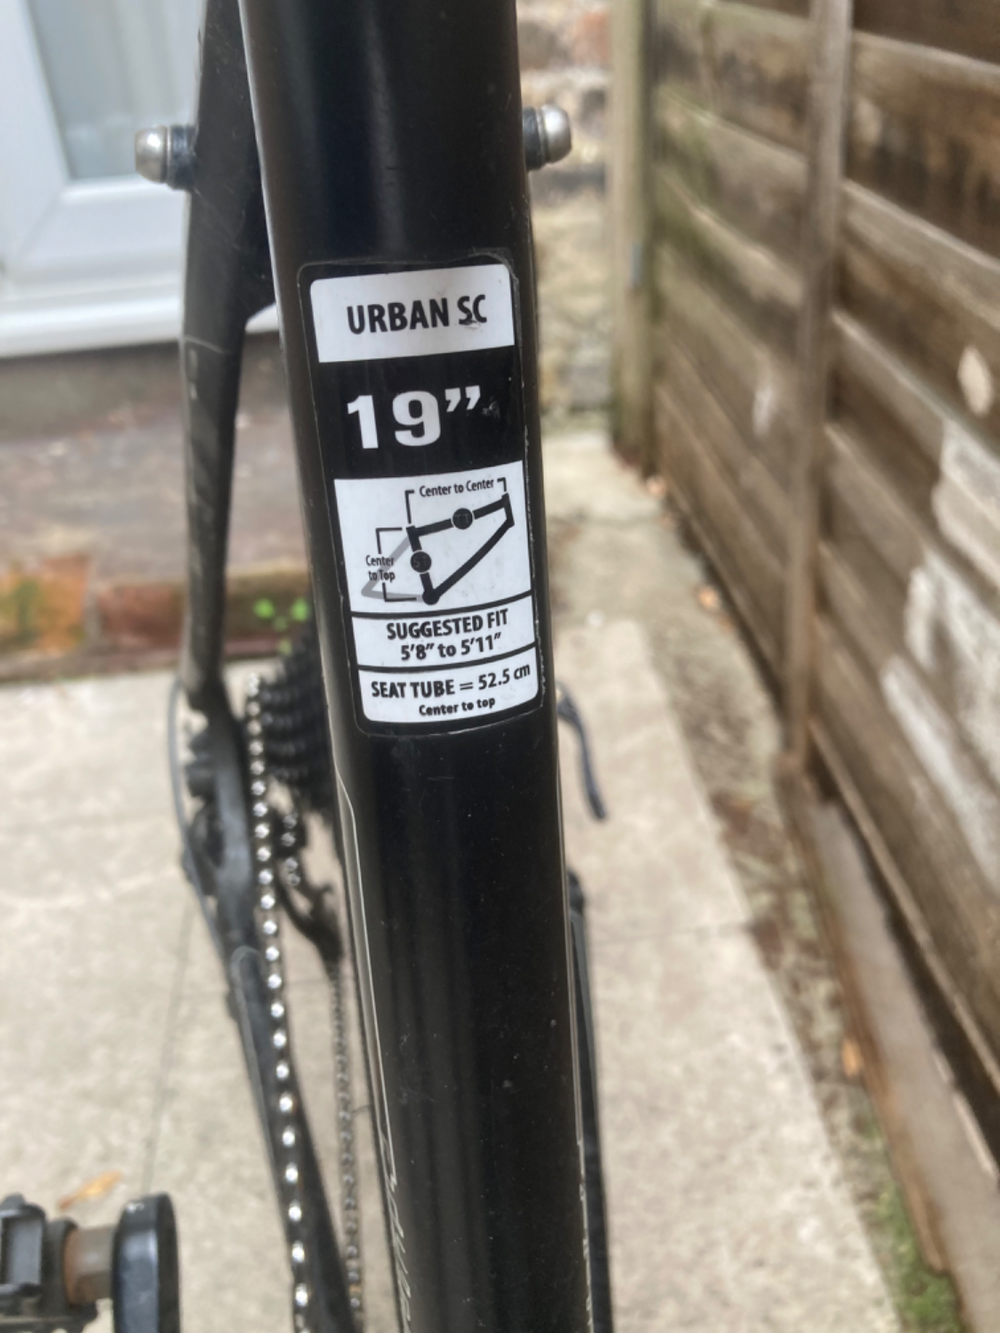 URBAN SC
19”
Center to Center
Center
to Top
SUGGESTED FIT
5'8” to 5'11”
SEAT TUBE = 52.5 cm
Center to top